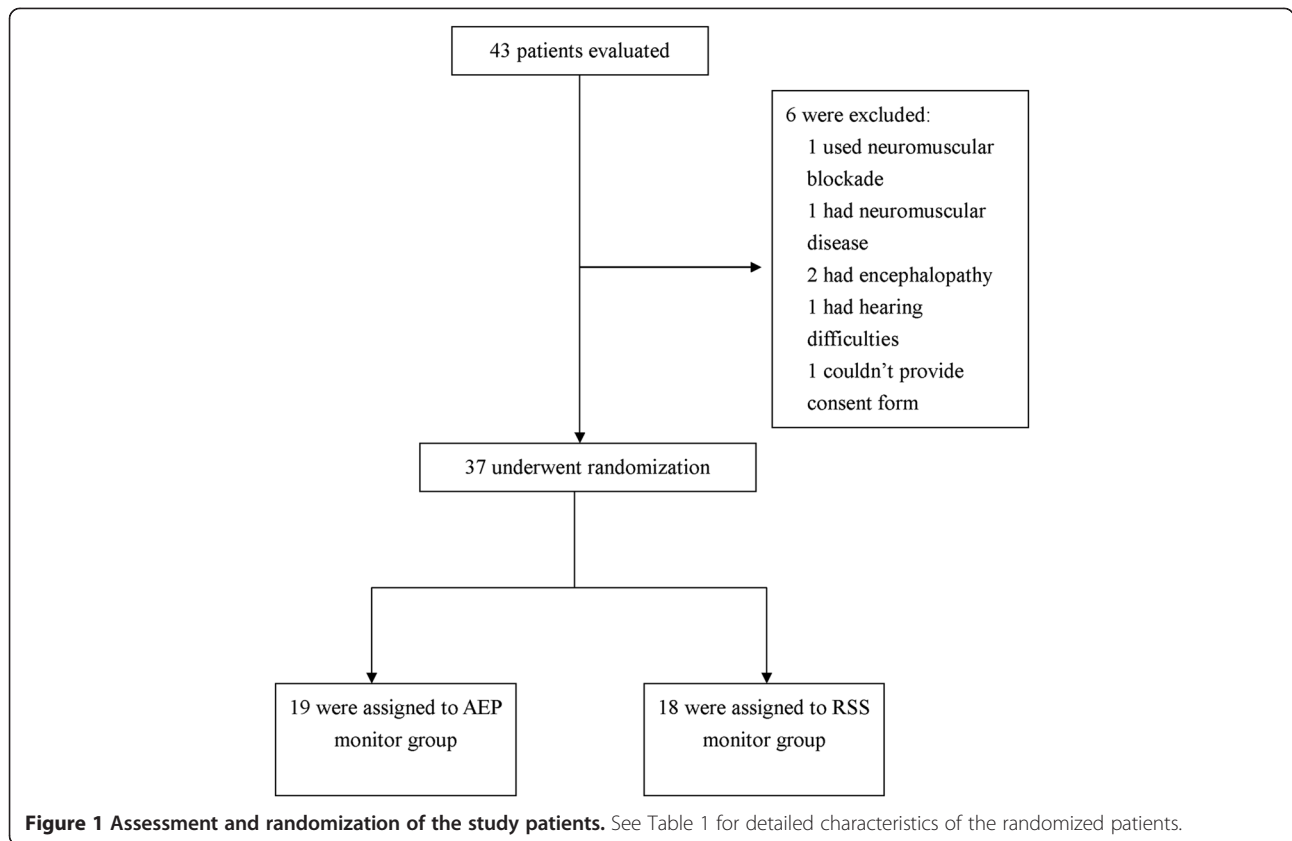 43 patients evaluated
6 were excluded:
1 used neuromuscular
blockade
1 had neuromuscular
disease
2 had encephalopathy
1 had hearing
difficulties
1 couldn't provide
consent form
37 underwent randomization
19 were assigned to AEP
monitor group
18 were assigned to RSS
monitor group
Figure 1 Assessment and randomization of the study patients. See Table 1 for detailed characteristics of the randomized patients.